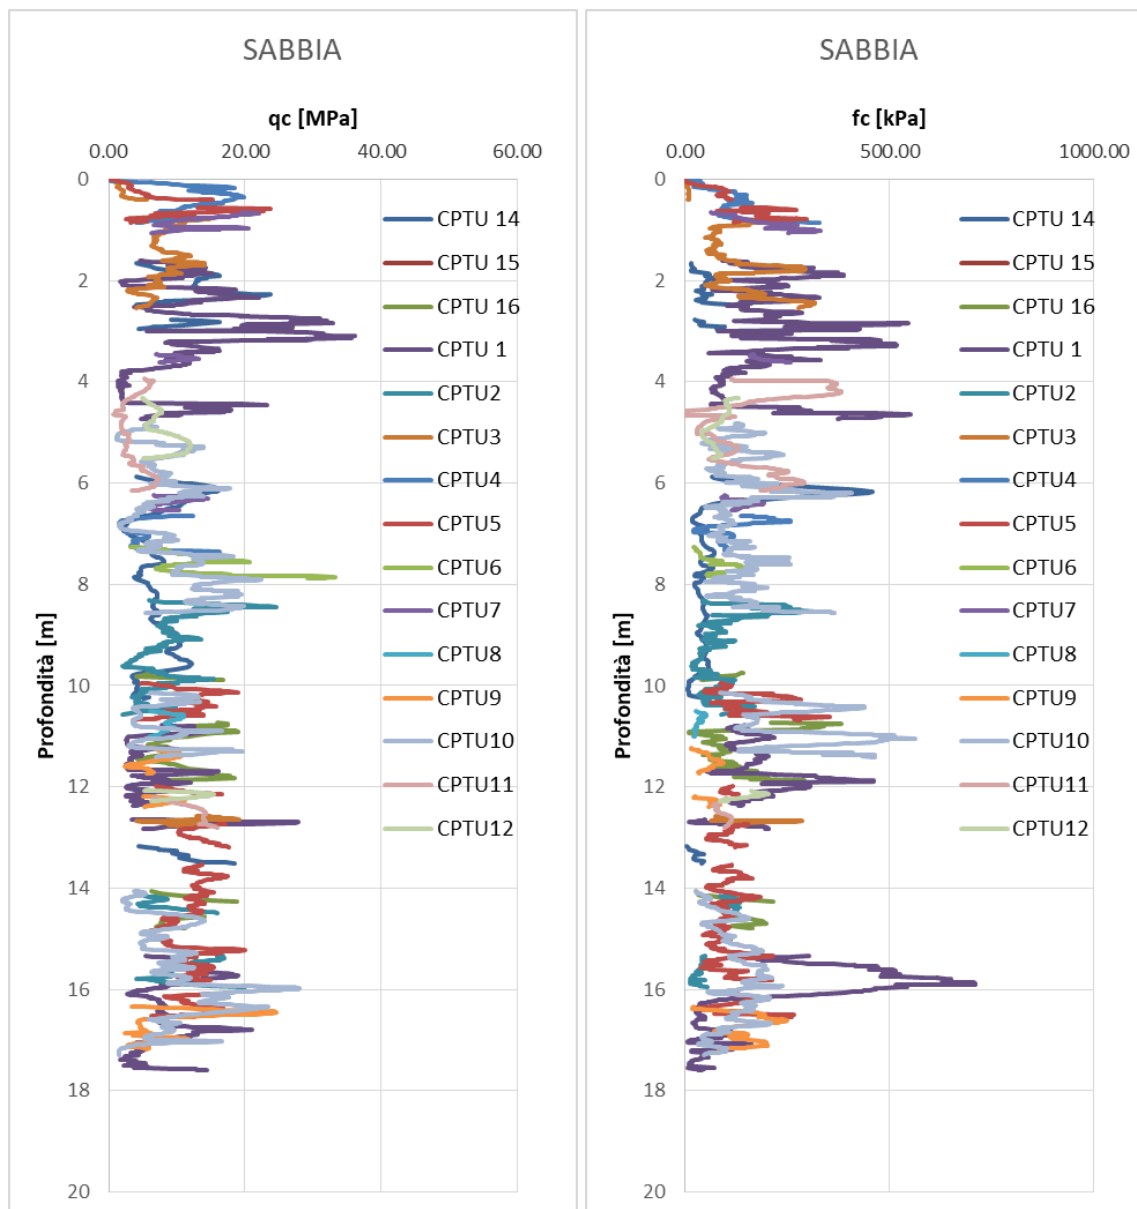 SABBIA
qc [MPa]
0.00 20.00 40.00 60.00
0
2
4
6
8
10
12
14
16
18
20
Profondità [m]
CPTU 14
CPTU 15
CPTU 16
CPTU 1
CPTU2
CPTU3
CPTU4
CPTU5
CPTU6
CPTU7
CPTU8
CPTU9
CPTU10
CPTU11
CPTU12
SABBIA
fc [kPa]
0.00 500.00 1000.00
0
2
4
6
8
10
12
14
16
18
20
Profondità [m]
CPTU 14
CPTU 15
CPTU 16
CPTU 1
CPTU2
CPTU3
CPTU4
CPTU5
CPTU6
CPTU7
CPTU8
CPTU9
CPTU10
CPTU11
CPTU12